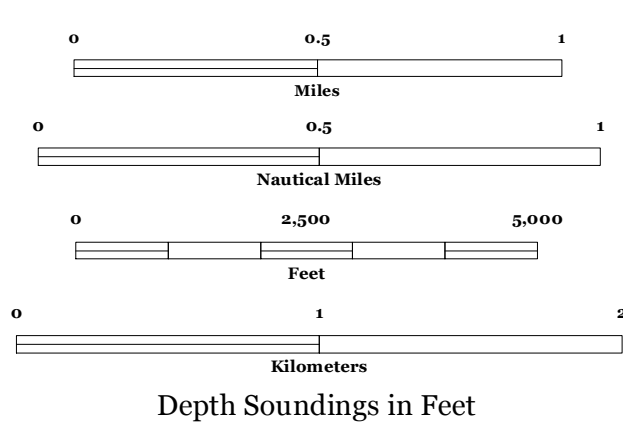 0 0.5 1
Miles
0 0.5 1
Nautical Miles
0 2,500 5,000
Feet
0 1 2
Kilometers
Depth Soundings in Feet